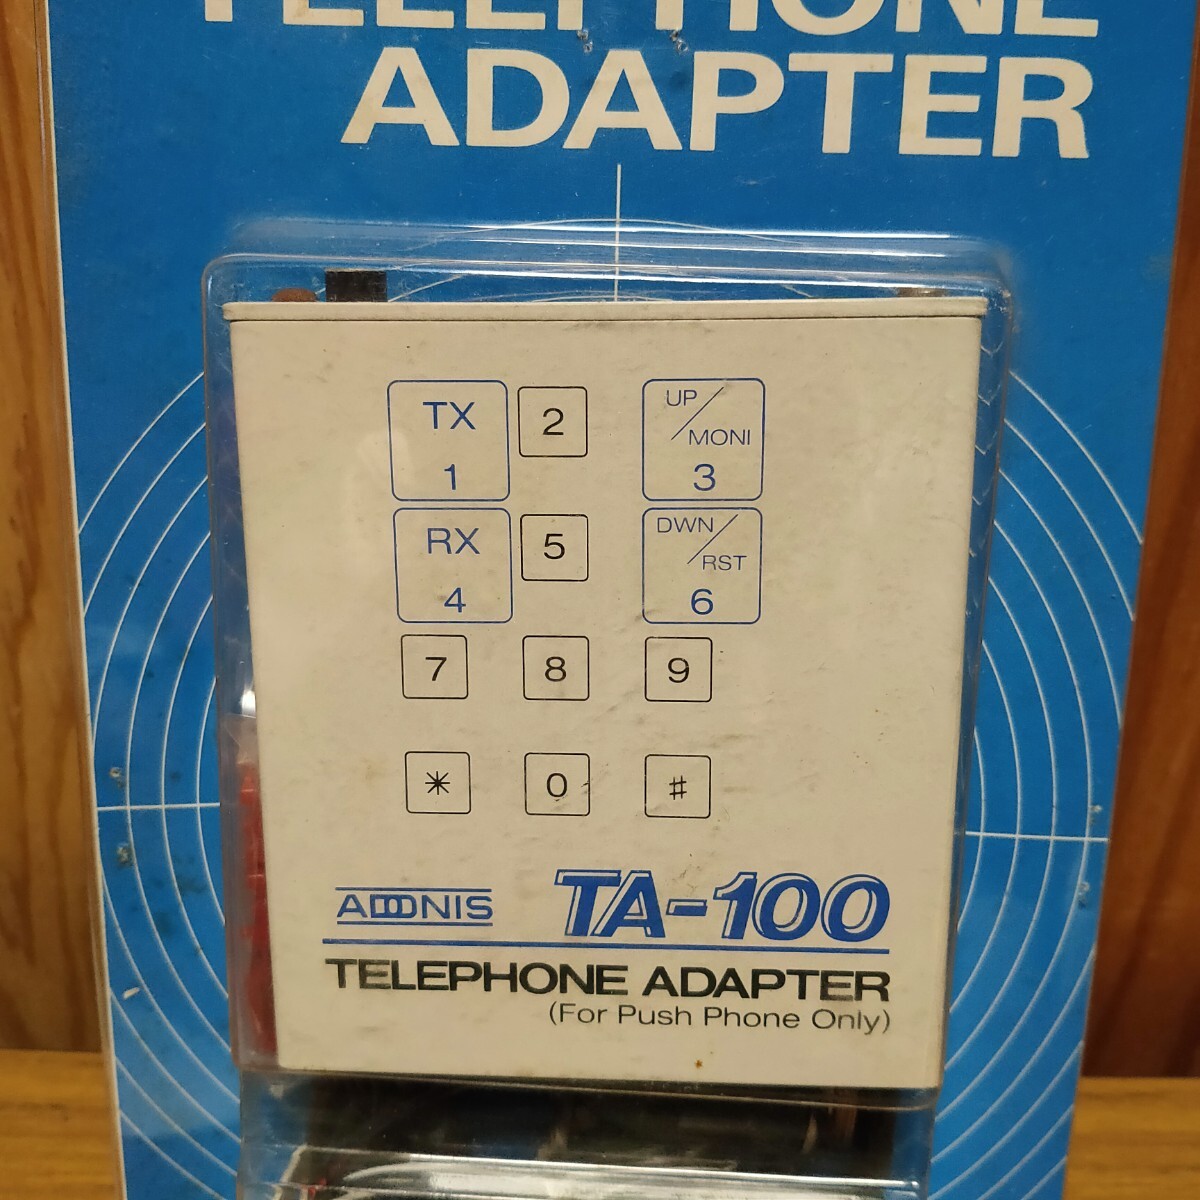 TELEPHONE
ADAPTER
TX
1
2
UP/MONI
3
RX
4
5
DWN/RST
6
7
8
9
*
0
#
ADONIS
TA-100
TELEPHONE ADAPTER
(For Push Phone Only)